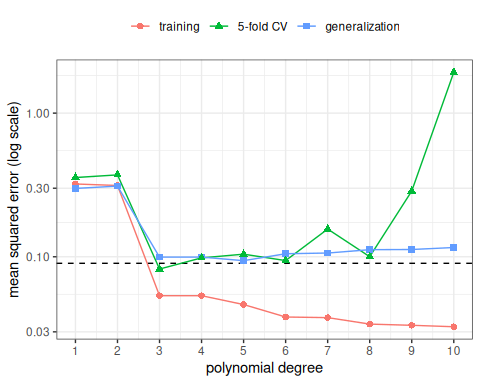 training 5-fold CV generalization
mean squared error (log scale)
1.00
0.30
0.10
0.03
1 2 3 4 5 6 7 8 9 10
polynomial degree